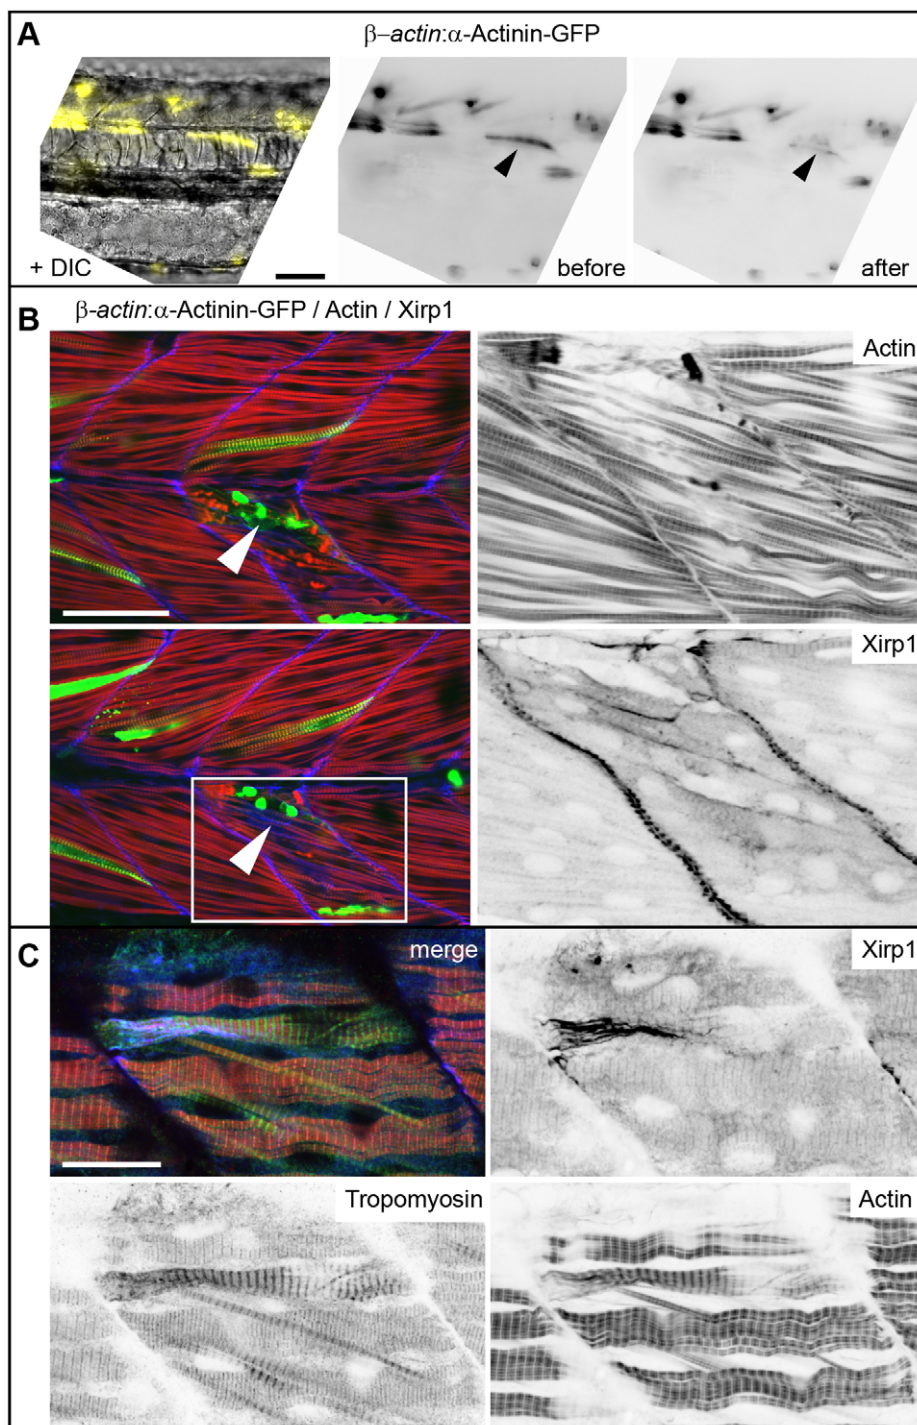 A
β–actin:α-Actinin-GFP
+ DIC
before
after
B
β-actin:α-Actinin-GFP / Actin / Xirp1
Actin
Xirp1
C
merge
Xirp1
Tropomyosin
Actin